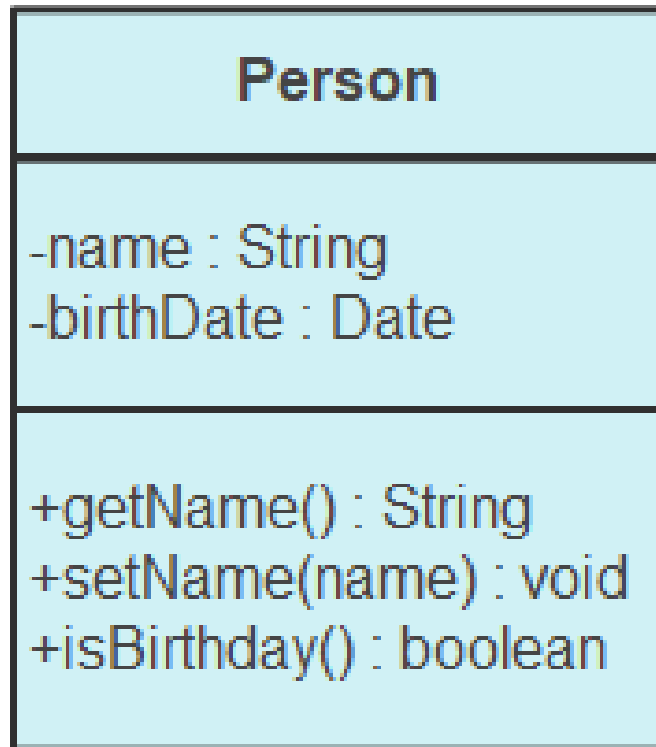 Person
-name : String
-birthDate : Date
+getName() : String
+setName(name) : void
+isBirthday() : boolean